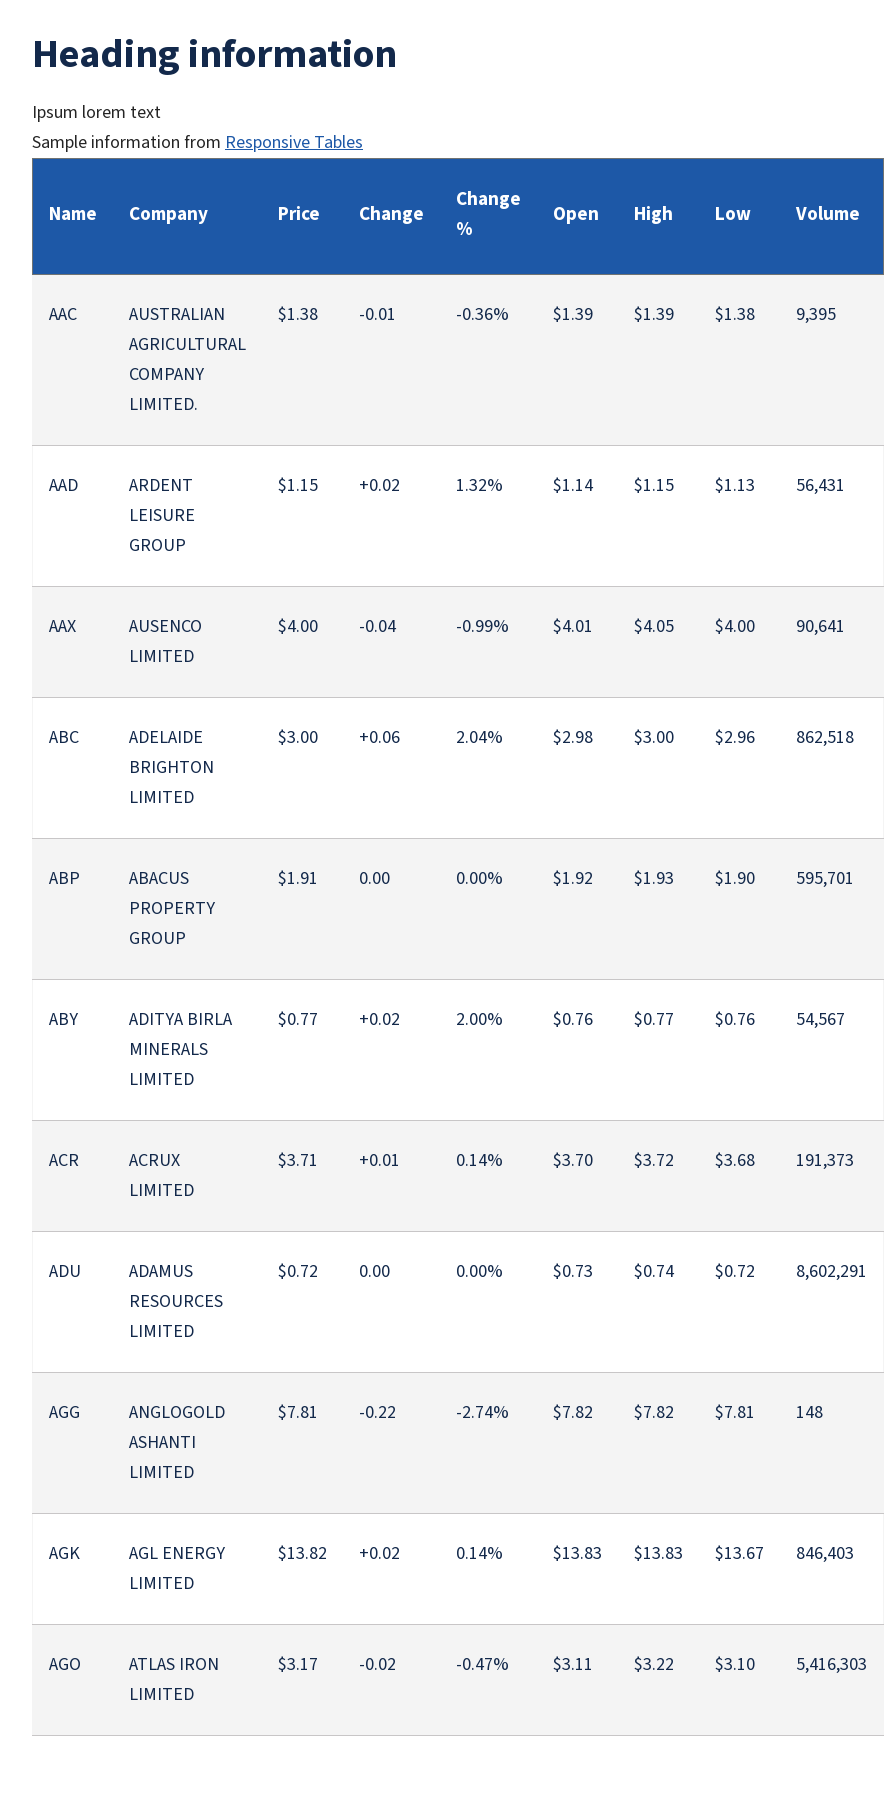 Heading information
Ipsum lorem text
Sample information from Responsive Tables
Name Company Price Change Change % Open High Low Volume
AAC AUSTRALIAN AGRICULTURAL COMPANY LIMITED. $1.38 -0.01 -0.36% $1.39 $1.39 $1.38 9,395
AAD ARDENT LEISURE GROUP $1.15 +0.02 1.32% $1.14 $1.15 $1.13 56,431
AAX AUSENCO LIMITED $4.00 -0.04 -0.99% $4.01 $4.05 $4.00 90,641
ABC ADELAIDE BRIGHTON LIMITED $3.00 +0.06 2.04% $2.98 $3.00 $2.96 862,518
ABP ABACUS PROPERTY GROUP $1.91 0.00 0.00% $1.92 $1.93 $1.90 595,701
ABY ADITYA BIRLA MINERALS LIMITED $0.77 +0.02 2.00% $0.76 $0.77 $0.76 54,567
ACR ACRUX LIMITED $3.71 +0.01 0.14% $3.70 $3.72 $3.68 191,373
ADU ADAMUS RESOURCES LIMITED $0.72 0.00 0.00% $0.73 $0.74 $0.72 8,602,291
AGG ANGLOGOLD ASHANTI LIMITED $7.81 -0.22 -2.74% $7.82 $7.82 $7.81 148
AGK AGL ENERGY LIMITED $13.82 +0.02 0.14% $13.83 $13.83 $13.67 846,403
AGO ATLAS IRON LIMITED $3.17 -0.02 -0.47% $3.11 $3.22 $3.10 5,416,303